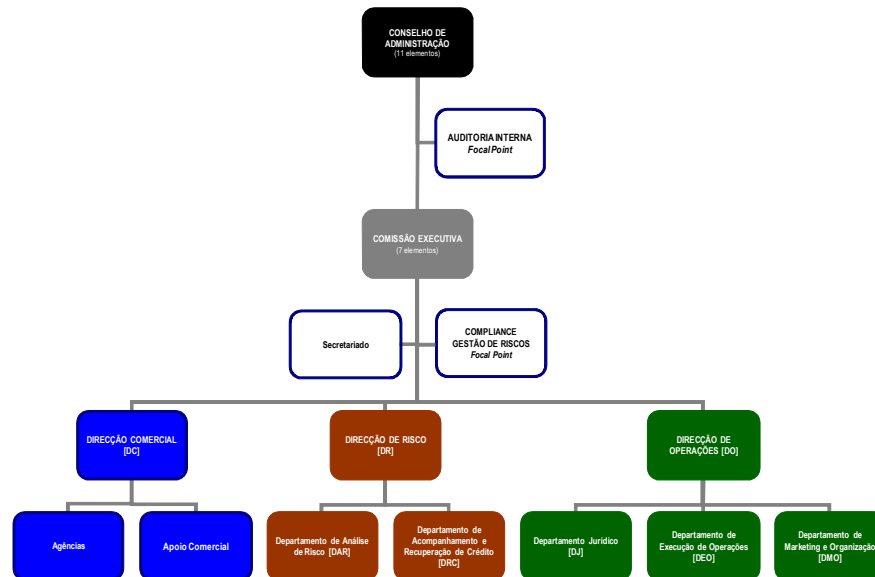 CONSELHO DE
ADMINISTRAÇÃO
(11 elementos)
AUDITORIA INTERNA
Focal Point
COMISSÃO EXECUTIVA
(7 elementos)
Secretariado
COMPLIANCE
GESTÃO DE RISCOS
Focal Point
DIRECÇÃO COMERCIAL
[DC]
DIRECÇÃO DE RISCO
[DR]
DIRECÇÃO DE
OPERAÇÕES [DO]
Agências
Apoio Comercial
Departamento de Análise
de Risco [DAR]
Departamento de
Acompanhamento e
Recuperação de Crédito
[DRC]
Departamento Jurídico
[DJ]
Departamento de
Execução de Operações
[DEO]
Departamento de
Marketing e Organização
[DMO]